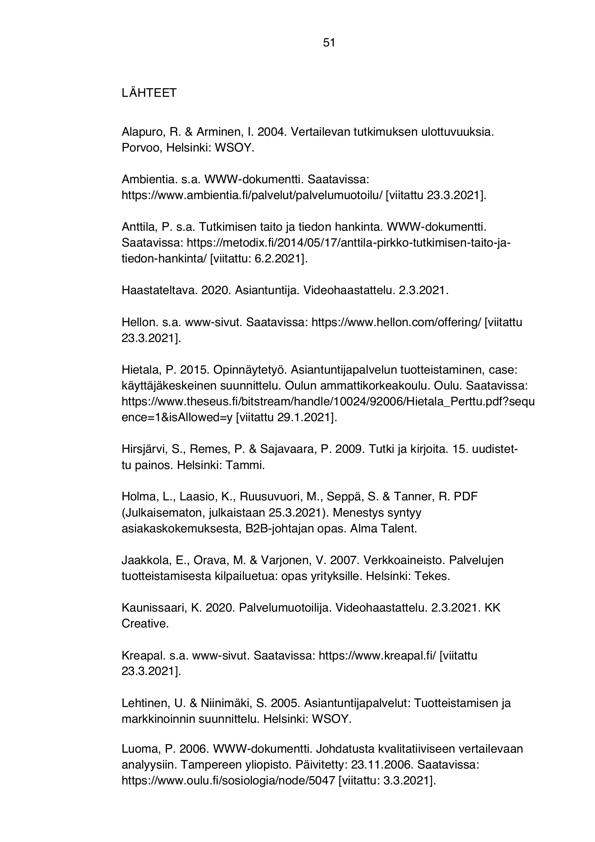 51
LÄHTEET
Alapuro, R. & Arminen, I. 2004. Vertailevan tutkimuksen ulottuvuuksia.
Porvoo, Helsinki: WSOY.
Ambientia. s.a. WWW-dokumentti. Saatavissa:
https://www.ambientia.fi/palvelut/palvelumuotoilu/ [viitattu 23.3.2021].
Anttila, P. s.a. Tutkimisen taito ja tiedon hankinta. WWW-dokumentti.
Saatavissa: https://metodix.fi/2014/05/17/anttila-pirkko-tutkimisen-taito-ja-
tiedon-hankinta/ [viitattu: 6.2.2021].
Haastateltava. 2020. Asiantuntija. Videohaastattelu. 2.3.2021.
Hellon. s.a. www-sivut. Saatavissa: https://www.hellon.com/offering/ [viitattu
23.3.2021].
Hietala, P. 2015. Opinnäytetyö. Asiantuntijapalvelun tuotteistaminen, case:
käyttäjäkeskeinen suunnittelu. Oulun ammattikorkeakoulu. Oulu. Saatavissa:
https://www.theseus.fi/bitstream/handle/10024/92006/Hietala_Perttu.pdf?sequ
ence=1&isAllowed=y [viitattu 29.1.2021].
Hirsjärvi, S., Remes, P. & Sajavaara, P. 2009. Tutki ja kirjoita. 15. uudistet-
tu painos. Helsinki: Tammi.
Holma, L., Laasio, K., Ruusuvuori, M., Seppä, S. & Tanner, R. PDF
(Julkaisematon, julkaistaan 25.3.2021). Menestys syntyy
asiakaskokemuksesta, B2B-johtajan opas. Alma Talent.
Jaakkola, E., Orava, M. & Varjonen, V. 2007. Verkkoaineisto. Palvelujen
tuotteistamisesta kilpailuetua: opas yrityksille. Helsinki: Tekes.
Kaunissaari, K. 2020. Palvelumuotoilija. Videohaastattelu. 2.3.2021. KK
Creative.
Kreapal. s.a. www-sivut. Saatavissa: https://www.kreapal.fi/ [viitattu
23.3.2021].
Lehtinen, U. & Niinimäki, S. 2005. Asiantuntijapalvelut: Tuotteistamisen ja
markkinoinnin suunnittelu. Helsinki: WSOY.
Luoma, P. 2006. WWW-dokumentti. Johdatusta kvalitatiiviseen vertailevaan
analyysiin. Tampereen yliopisto. Päivitetty: 23.11.2006. Saatavissa:
https://www.oulu.fi/sosiologia/node/5047 [viitattu: 3.3.2021].